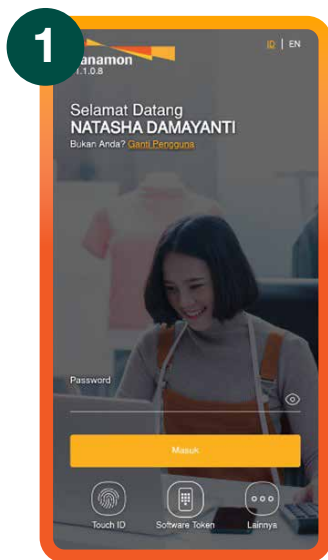 1
anamon
1.1.0.8
ID | EN
Selamat Datang
NATASHA DAMAYANTI
Bukan Anda? Ganti Pengguna
Password
Masuk
Touch ID
Software Token
Lainnya